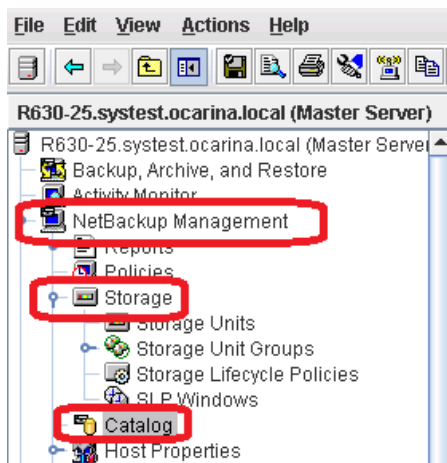 File Edit View Actions Help
R630-25.systest.ocarina.local (Master Server)
R630-25.systest.ocarina.local (Master Server
Backup, Archive, and Restore
Activity Monitor
NetBackup Management
Reports
Policies
Storage
Storage Units
Storage Unit Groups
Storage Lifecycle Policies
SLP Windows
Catalog
Host Properties